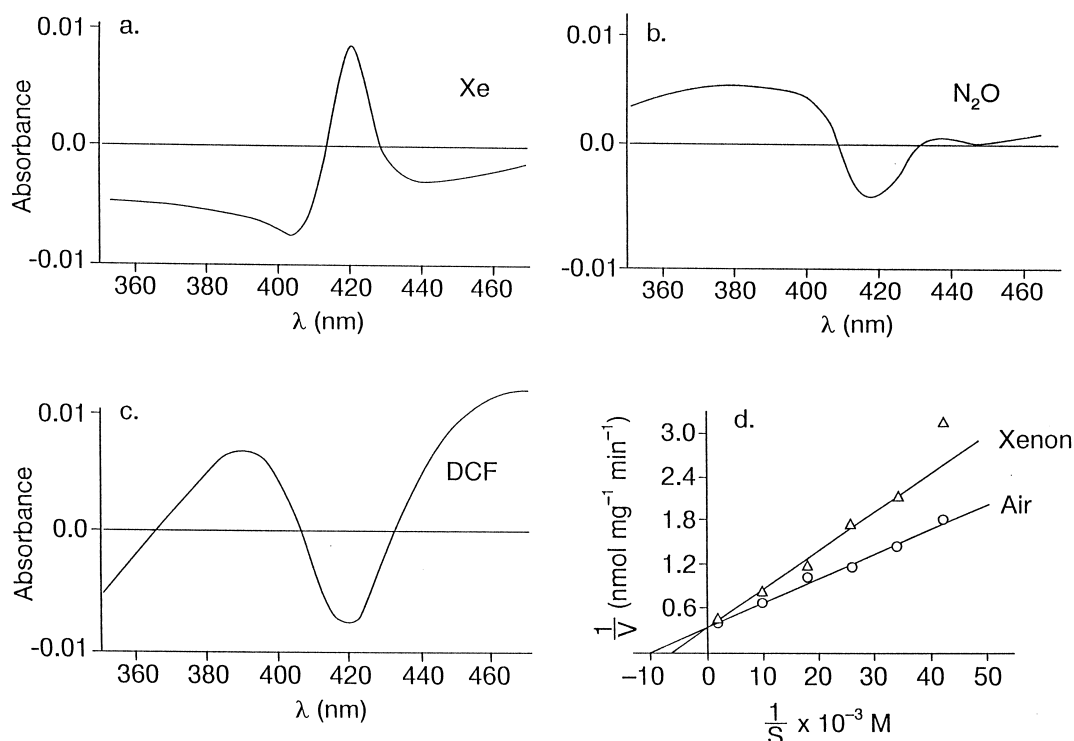 a.
Xe
Absorbance
0.01
0.0
-0.01
360 380 400 420 440 460
λ (nm)
b.
N₂O
0.01
0.0
-0.01
360 380 400 420 440 460
λ (nm)
c.
DCF
Absorbance
0.01
0.0
-0.01
360 380 400 420 440 460
λ (nm)
d.
Xenon
Air
1/V (nmol mg⁻¹ min⁻¹)
3.0
2.4
1.8
1.2
0.6
–10 0 10 20 30 40 50
1/S x 10⁻³ M